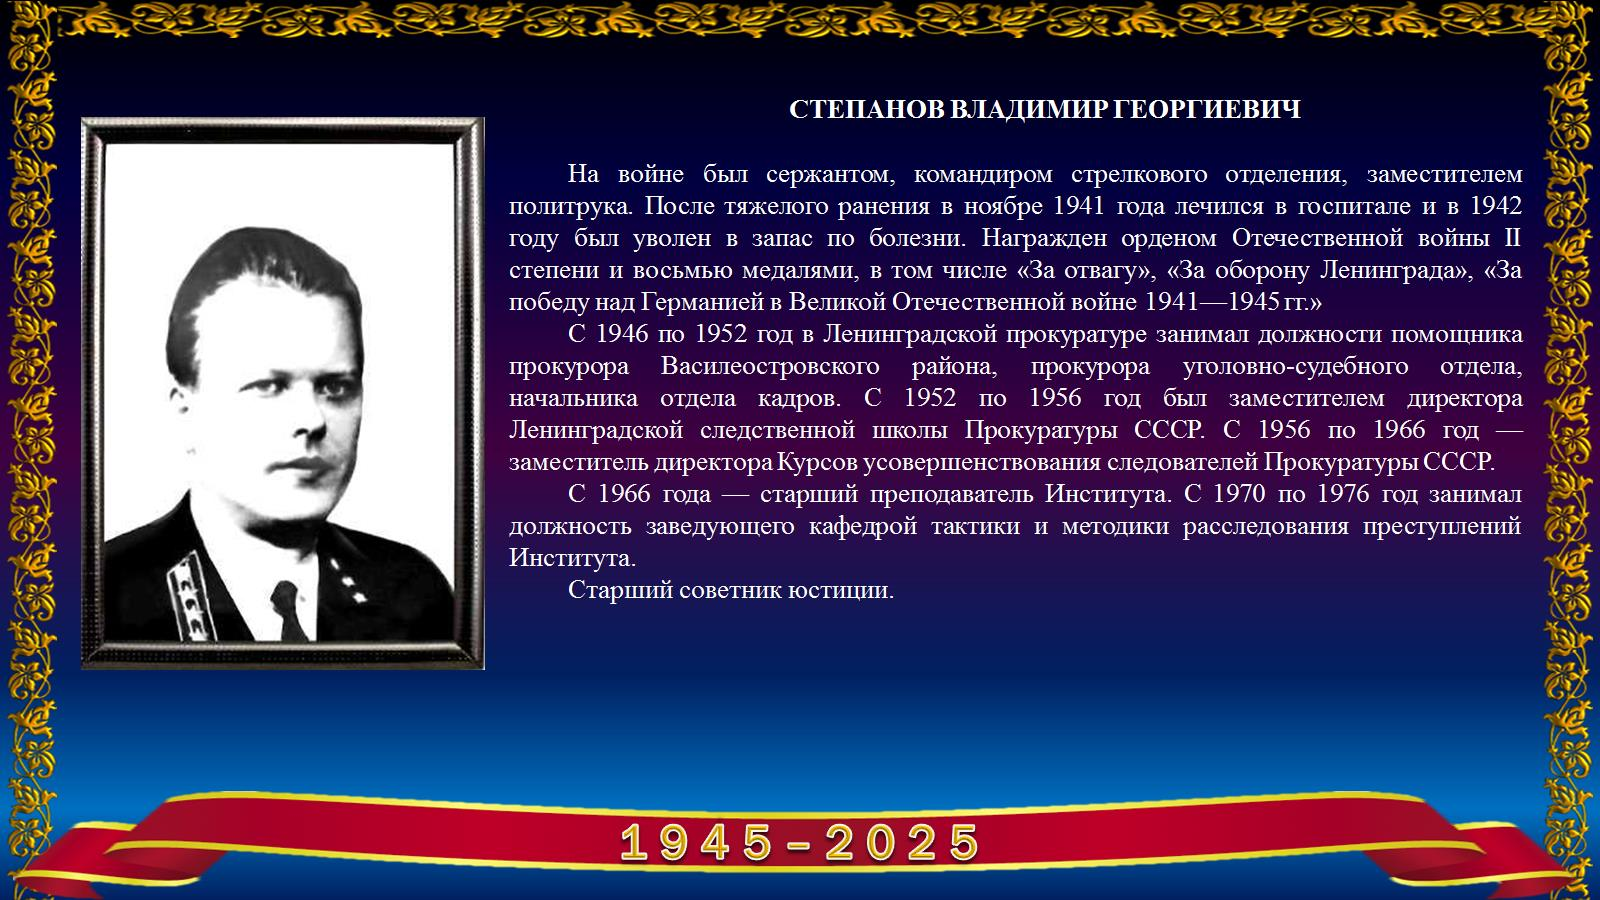 СТЕПАНОВ ВЛАДИМИР ГЕОРГИЕВИЧ
На войне был сержантом, командиром стрелкового отделения, заместителем
политрука. После тяжелого ранения в ноябре 1941 года лечился в госпитале и в 1942
году был уволен в запас по болезни. Награжден орденом Отечественной войны II
степени и восьмью медалями, в том числе «За отвагу», «За оборону Ленинграда», «За
победу над Германией в Великой Отечественной войне 1941—1945 гг.»
С 1946 по 1952 год в Ленинградской прокуратуре занимал должности помощника
прокурора Василеостровского района, прокурора уголовно-судебного отдела,
начальника отдела кадров. С 1952 по 1956 год был заместителем директора
Ленинградской следственной школы Прокуратуры СССР. С 1956 по 1966 год —
заместитель директора Курсов усовершенствования следователей Прокуратуры СССР.
С 1966 года — старший преподаватель Института. С 1970 по 1976 год занимал
должность заведующего кафедрой тактики и методики расследования преступлений
Института.
Старший советник юстиции.
1945–2025